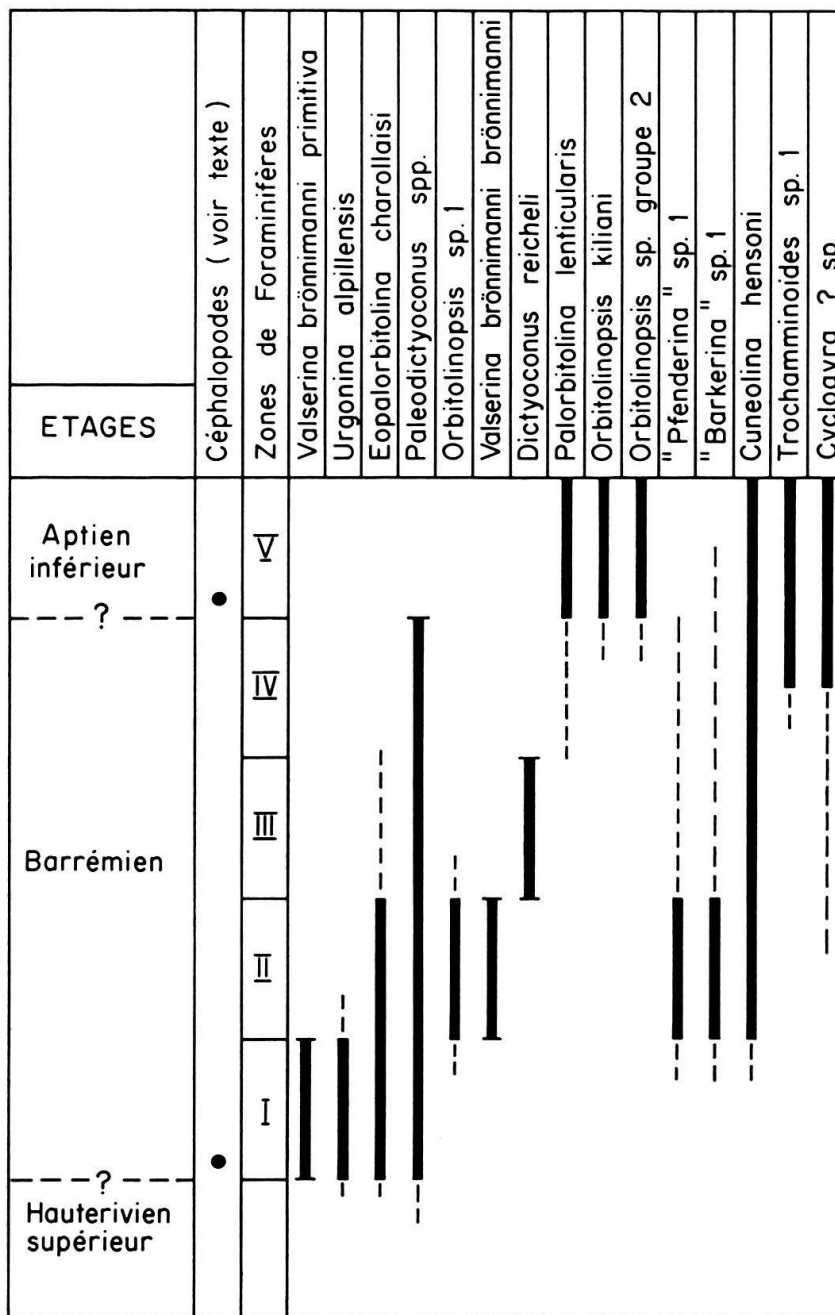 ETAGES
Céphalopodes (voir texte)
Zones de Foraminifères
Valserina brönnimanni primitiva
Urgonina alpillensis
Eopalorbitolina charollaisi
Paleodictyoconus spp.
Orbitolinopsis sp. 1
Valserina brönnimanni brönnimanni
Dictyoconus reicheli
Palorbitolina lenticularis
Orbitolinopsis kiliani
Orbitolinopsis sp. groupe 2
"Pfenderina" sp. 1
"Barkerina" sp. 1
Cuneolina hensoni
Trochamminoides sp. 1
Cyclogyra ? sp.
Aptien
inférieur
V
?
IV
III
Barrémien
II
I
?
Hauterivien
supérieur